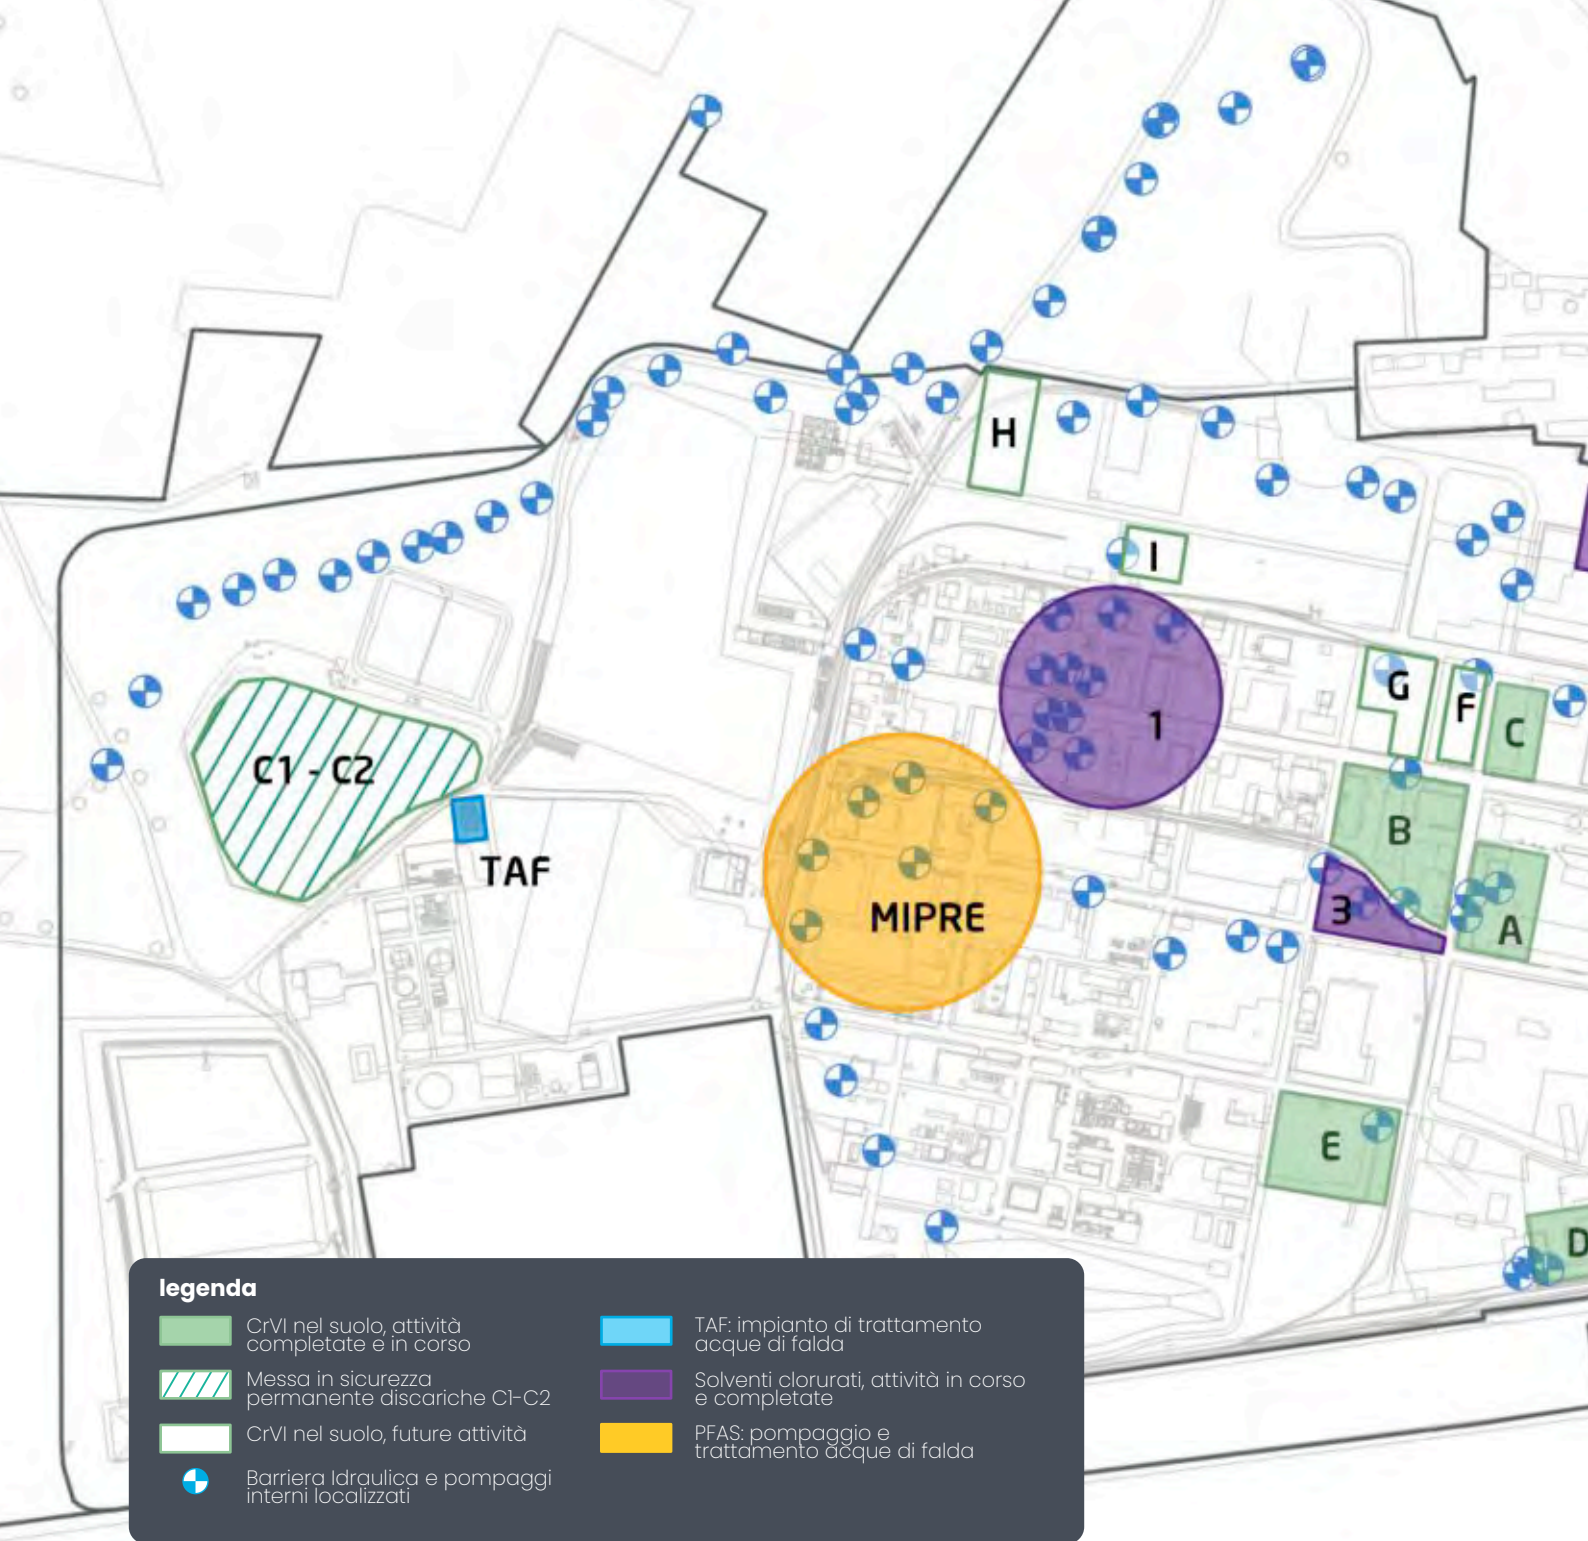 H
I
G
F
C
1
C1 - C2
B
TAF
3
A
MIPRE
E
D
legenda
CrVI nel suolo, attività
completate e in corso
Messa in sicurezza
permanente discariche C1-C2
CrVI nel suolo, future attività
Barriera Idraulica e pompaggi
interni localizzati
TAF: impianto di trattamento
acque di falda
Solventi clorurati, attività in corso
e completate
PFAS: pompaggio e
trattamento acque di falda